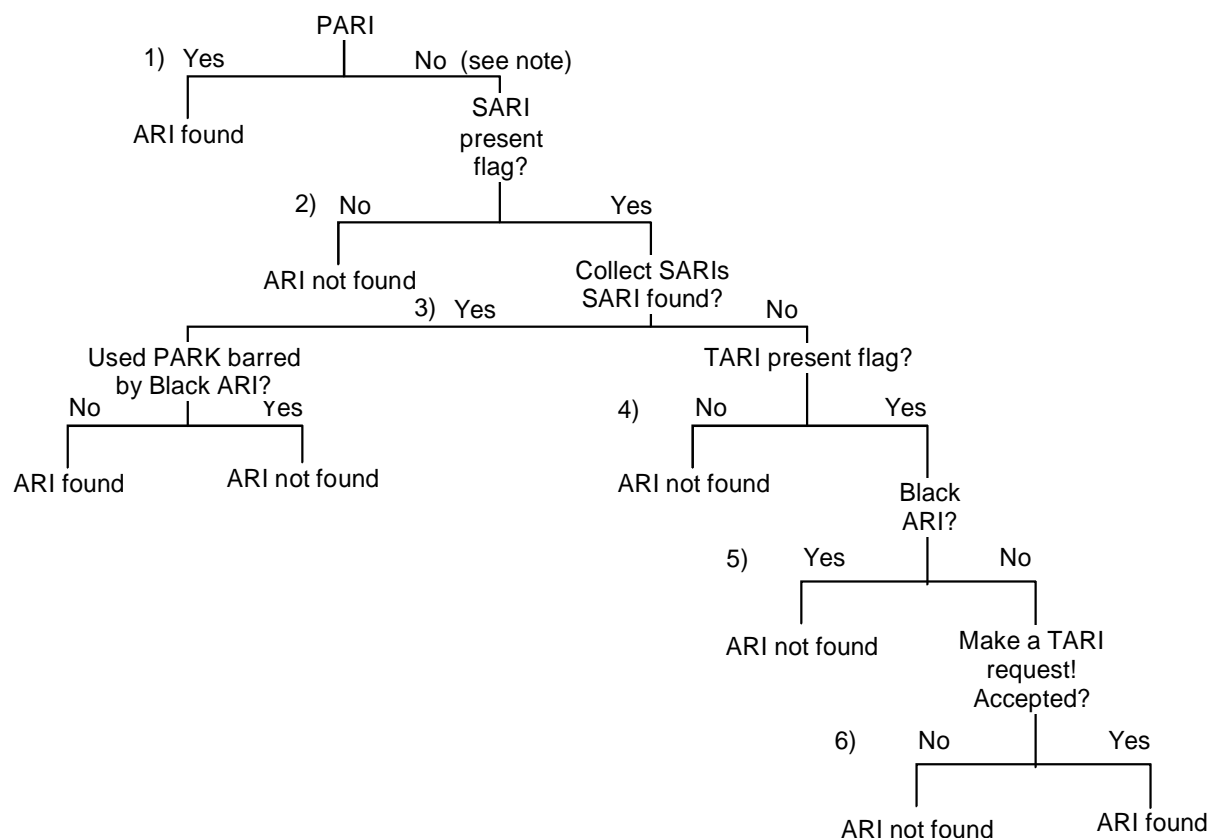 PARI
1) Yes No (see note)
ARI found
SARI
present
flag?
2) No Yes
ARI not found
Collect SARIs
SARI found?
3) Yes No
Used PARK barred
by Black ARI?
TARI present flag?
No Yes
4) No Yes
ARI found
ARI not found
ARI not found
Black
ARI?
5) Yes No
ARI not found
Make a TARI
request!
Accepted?
6) No Yes
ARI not found
ARI found